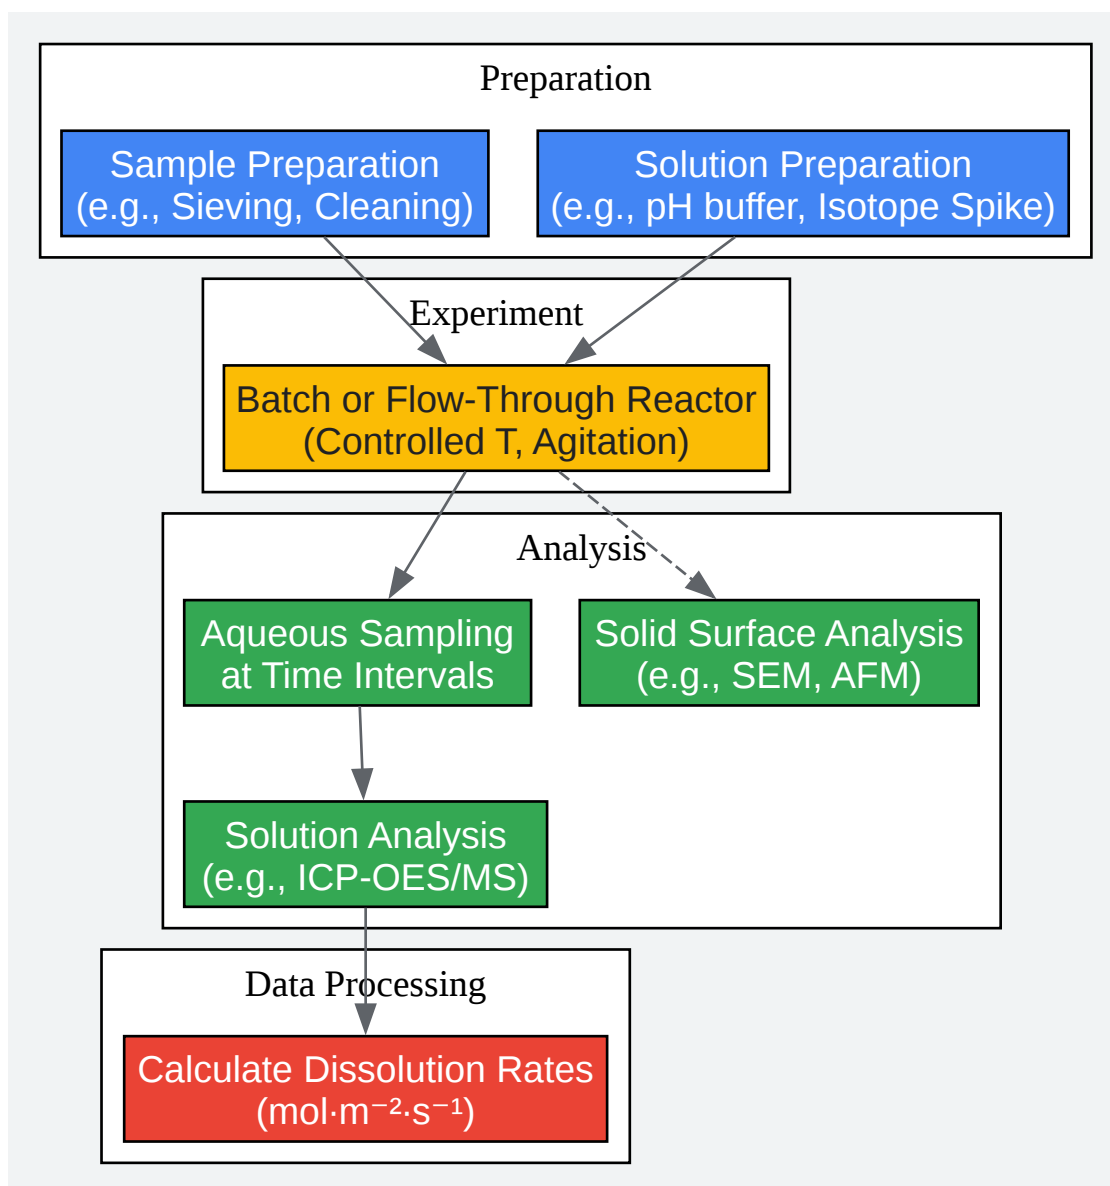 Preparation
Sample Preparation
(e.g., Sieving, Cleaning)
Solution Preparation
(e.g., pH buffer, Isotope Spike)
Experiment
Batch or Flow-Through Reactor
(Controlled T, Agitation)
Analysis
Aqueous Sampling
at Time Intervals
Solid Surface Analysis
(e.g., SEM, AFM)
Solution Analysis
(e.g., ICP-OES/MS)
Data Processing
Calculate Dissolution Rates
(mol·m⁻²·s⁻¹)